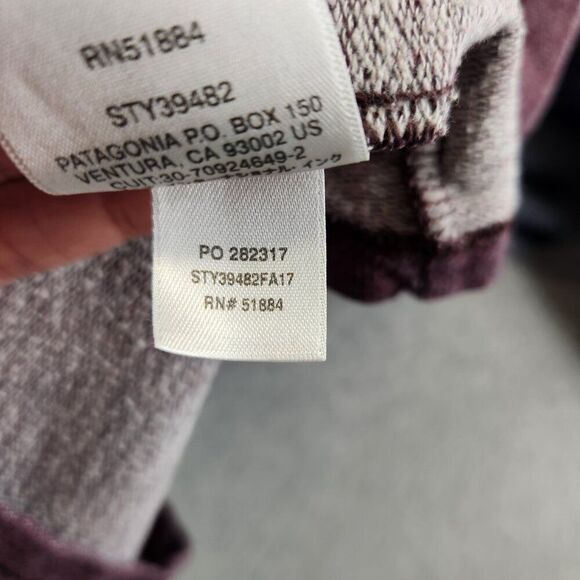 RN51884
STY39482
PATAGONIA P.O. BOX 150
VENTURA, CA 93002 US
CUIT:30-70924649-2
PO 282317
STY39482FA17
RN# 51884